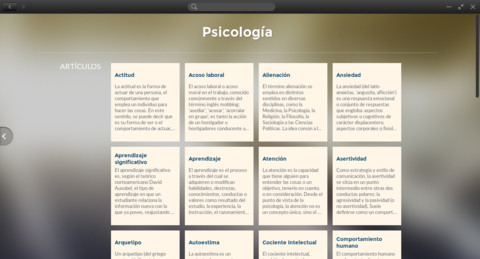 Psicología
ARTÍCULOS
Actitud
La actitud es la forma de
actuar de una persona, el
comportamiento que
emplea un individuo para
hacer las cosas. En este
sentido, se puede decir que
es su forma de ser o el
comportamiento de actuar...
Acoso laboral
El acoso laboral o acoso
moral en el trabajo, conocido
comúnmente a través del
término inglés mobbing:
'asediar', 'acosar', 'acorralar
en grupo', es tanto la acción
de un hostigador u
hostigadores conducente a...
Alienación
El término alienación se
emplea en distintos
sentidos en diversas
disciplinas, como la
Medicina, la Psicología, la
Religión, la Filosofía, la
Sociología o las Ciencias
Políticas. La idea común a l...
Ansiedad
La ansiedad (del latín
anxietas, 'angustia, aflicción')
es una respuesta emocional
o conjunto de respuestas
que engloba: aspectos
subjetivos o cognitivos de
carácter displacentero,
aspectos corporales o fisiol...
Aprendizaje
significativo
El aprendizaje significativo
es, según el teórico
norteamericano David
Ausubel, el tipo de
aprendizaje en que un
estudiante relaciona la
información nueva con la
que ya posee, reajustando...
Aprendizaje
El aprendizaje es el proceso
a través del cual se
adquieren o modifican
habilidades, destrezas,
conocimientos, conductas o
valores como resultado del
estudio, la experiencia, la
instrucción, el razonamient...
Atención
La atención es la capacidad
que tiene alguien para
entender las cosas o un
objetivo, tenerlo en cuenta
o en consideración. Desde
el punto de vista de la
psicología, la atención no es
un concepto único, sino el ...
Asertividad
Como estrategia y estilo de
comunicación, la asertividad
se sitúa en un punto
intermedio entre otras dos
conductas polares: la
agresividad y la pasividad (o
no asertividad). Suele
definirse como un comport...
Arquetipo
Un arquetipo (del griego
Autoestima
La autoestima es un
Cociente intelectual
Comportamiento
humano